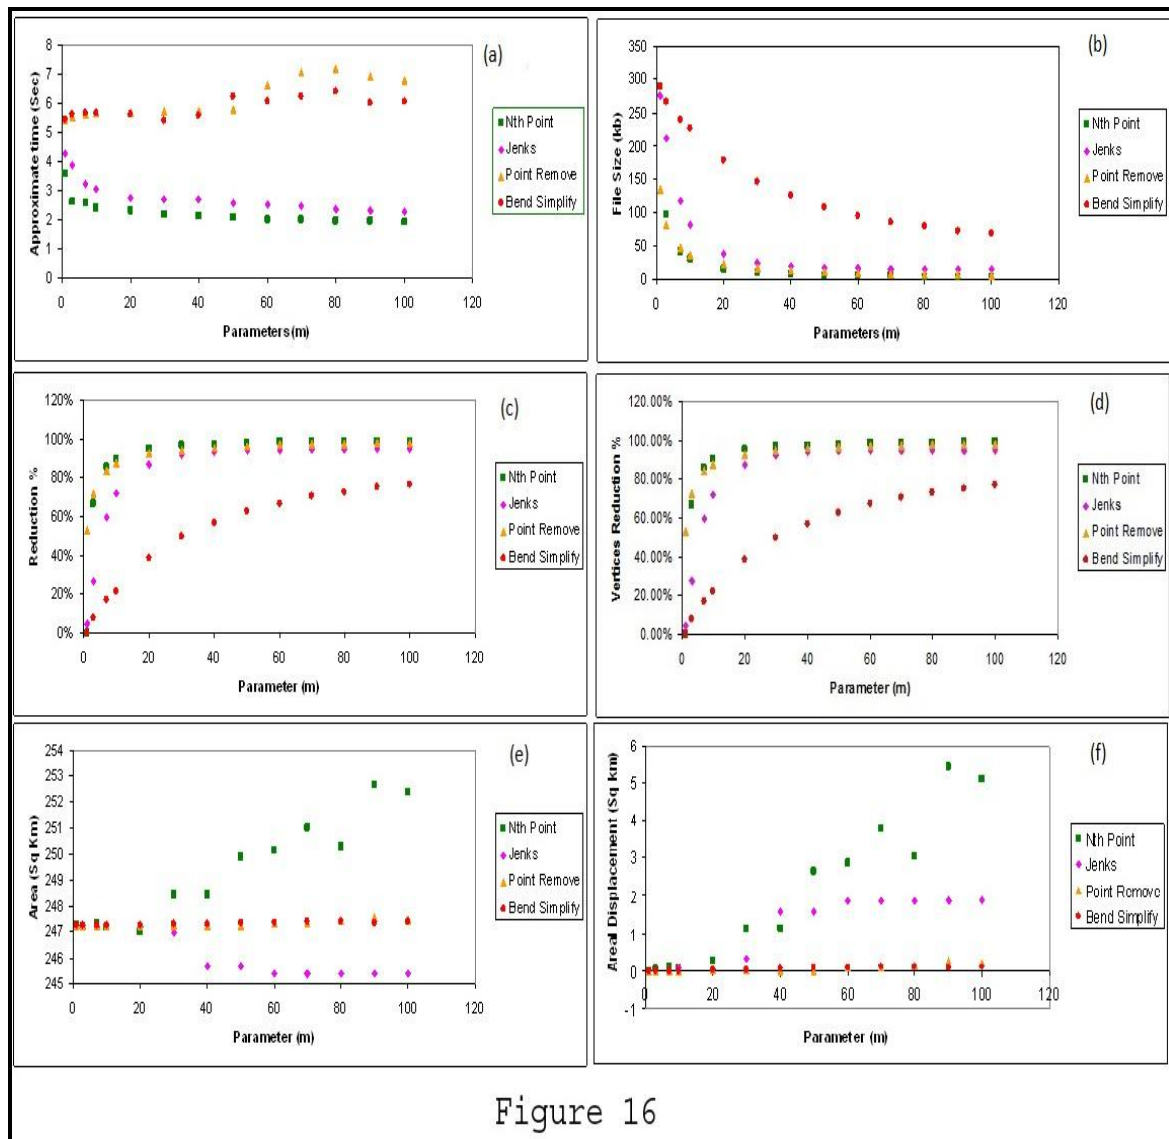 (a)
8
7
6
5
4
3
2
1
0
Approximate time (Sec)
0 20 40 60 80 100 120
Parameters (m)
Nth Point
Jenks
Point Remove
Bend Simplify
(b)
350
300
250
200
150
100
50
0
File Size (kb)
0 20 40 60 80 100 120
Parameters (m)
Nth Point
Jenks
Point Remove
Bend Simplify
(c)
120%
100%
80%
60%
40%
20%
0%
Reduction %
0 20 40 60 80 100 120
Parameter (m)
Nth Point
Jenks
Point Remove
Bend Simplify
(d)
120.00%
100.00%
80.00%
60.00%
40.00%
20.00%
0.00%
Vertices Reduction %
0 20 40 60 80 100 120
Parameter (m)
Nth Point
Jenks
Point Remove
Bend Simplify
(e)
254
253
252
251
250
249
248
247
246
245
Area (Sq Km)
0 20 40 60 80 100 120
Parameter (m)
Nth Point
Jenks
Point Remove
Bend Simplify
(f)
6
5
4
3
2
1
0
-1
Areal Displacement (Sq Km)
0 20 40 60 80 100 120
Parameter (m)
Nth Point
Jenks
Point Remove
Bend Simplify
Figure 16